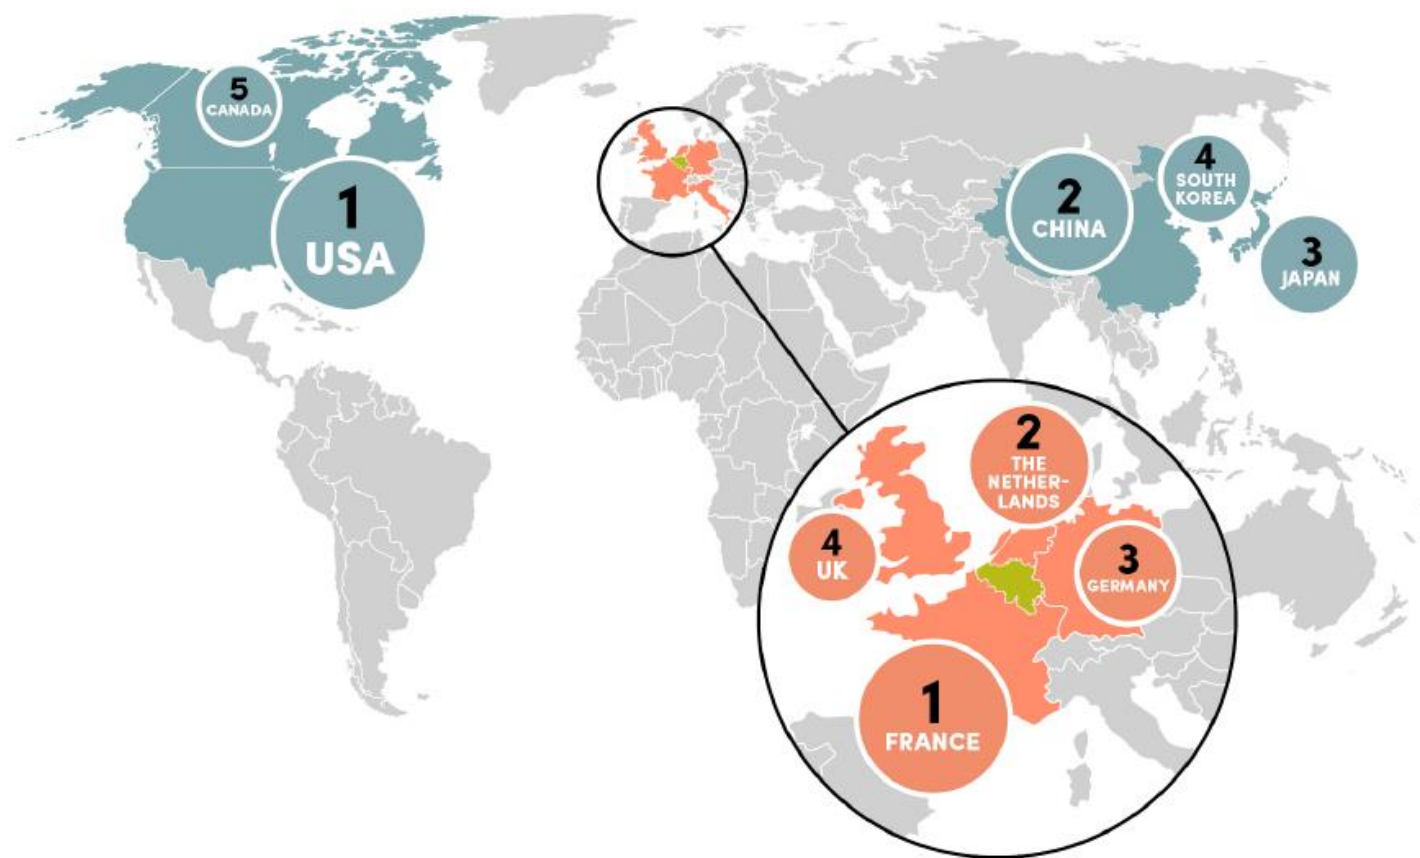 5
CANADA
1
USA
2
CHINA
4
SOUTH
KOREA
3
JAPAN
2
THE
NETHER-
LANDS
4
UK
3
GERMANY
1
FRANCE